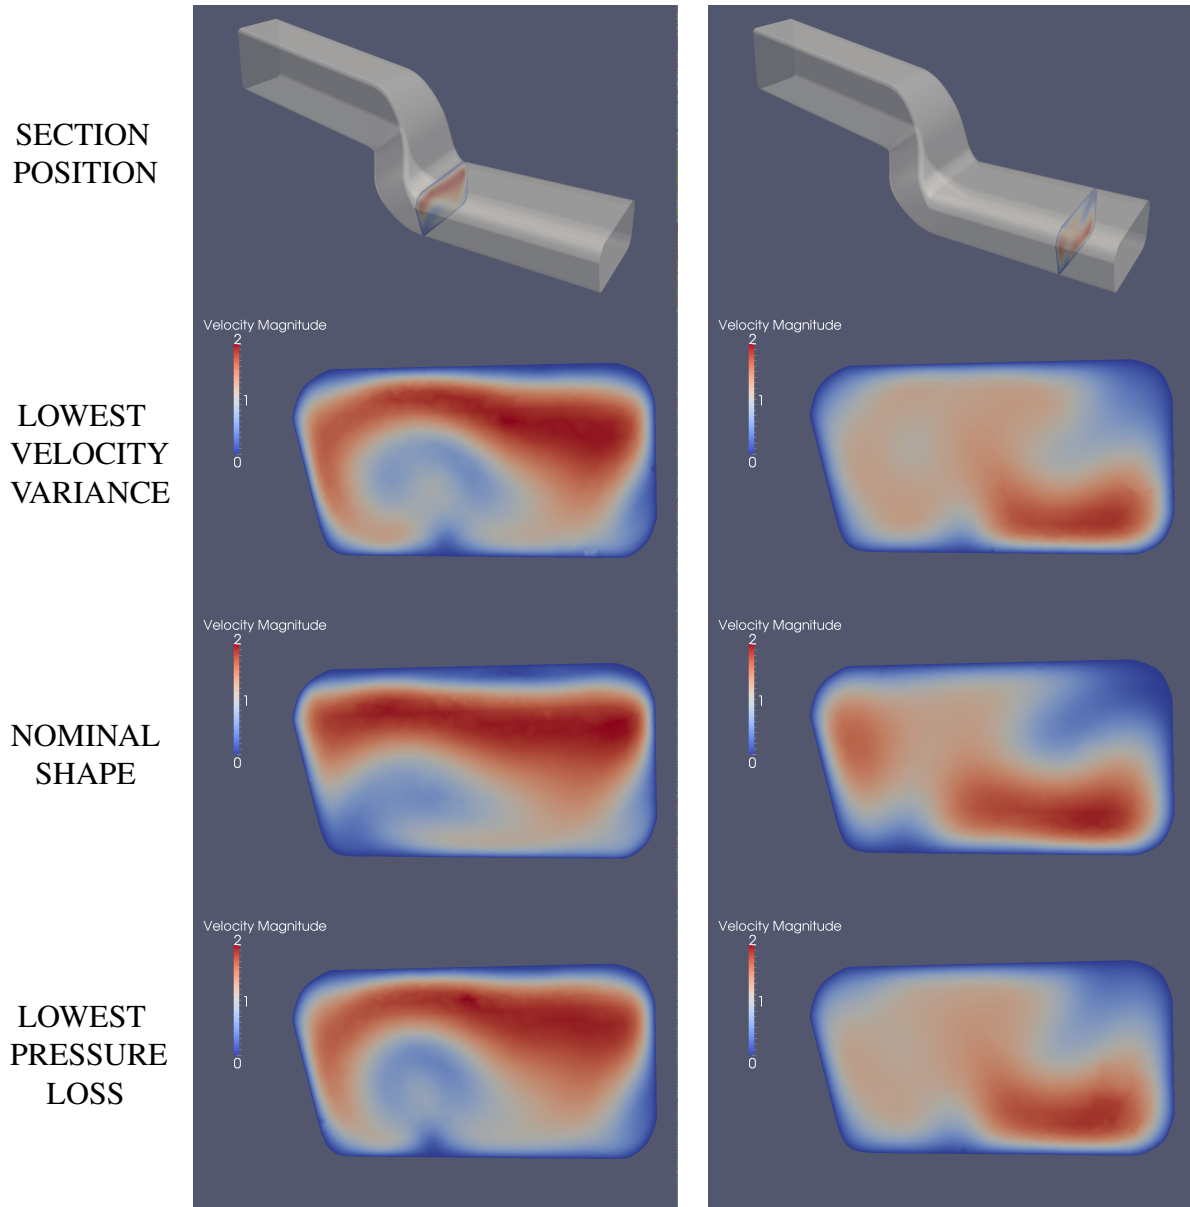 SECTION
POSITION
Velocity Magnitude
2
1
0
Velocity Magnitude
2
1
0
LOWEST
VELOCITY
VARIANCE
Velocity Magnitude
2
1
0
Velocity Magnitude
2
1
0
NOMINAL
SHAPE
Velocity Magnitude
2
1
0
Velocity Magnitude
2
1
0
LOWEST
PRESSURE
LOSS